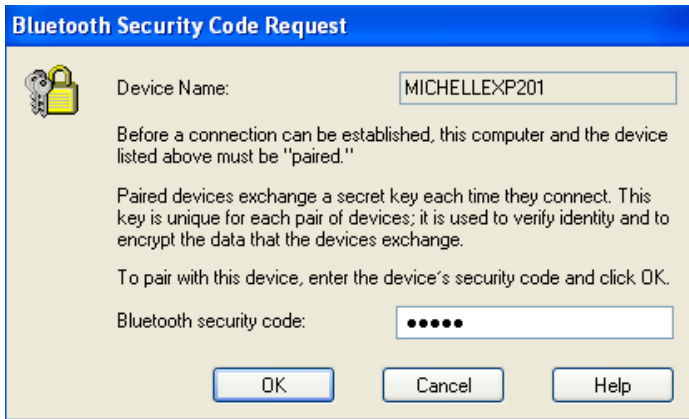 Bluetooth Security Code Request
Device Name: MICHELLEXP201
Before a connection can be established, this computer and the device
listed above must be "paired."
Paired devices exchange a secret key each time they connect. This
key is unique for each pair of devices; it is used to verify identity and to
encrypt the data that the devices exchange.
To pair with this device, enter the device's security code and click OK.
Bluetooth security code: •••••
OK Cancel Help